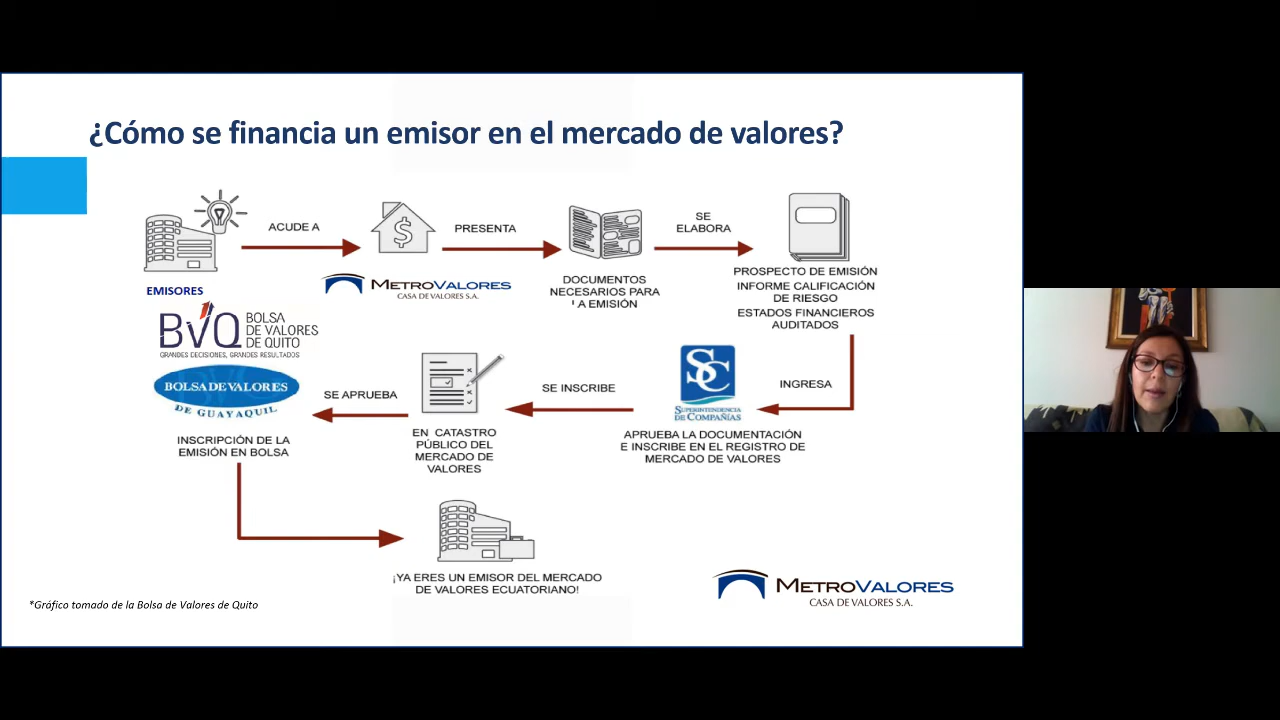 ¿Cómo se financia un emisor en el mercado de valores?
EMISORES
ACUDE A
METROVALORES
CASA DE VALORES S.A.
PRESENTA
DOCUMENTOS
NECESARIOS PARA
LA EMISIÓN
SE
ELABORA
PROSPECTO DE EMISIÓN
INFORME CALIFICACIÓN
DE RIESGO
ESTADOS FINANCIEROS
AUDITADOS
INGRESA
SC
SUPERINTENDENCIA
DE COMPAÑÍAS
APRUEBA LA DOCUMENTACIÓN
E INSCRIBE EN EL REGISTRO DE
MERCADO DE VALORES
SE INSCRIBE
EN CATASTRO
PÚBLICO DEL
MERCADO DE
VALORES
SE APRUEBA
BVQ
BOLSA
DE VALORES
DE QUITO
GRANDES DECISIONES, GRANDES RESULTADOS
BOLSA DE VALORES
DE GUAYAQUIL
INSCRIPCIÓN DE LA
EMISIÓN EN BOLSA
¡YA ERES UN EMISOR DEL MERCADO
DE VALORES ECUATORIANO!
*Gráfico tomado de la Bolsa de Valores de Quito
METROVALORES
CASA DE VALORES S.A.